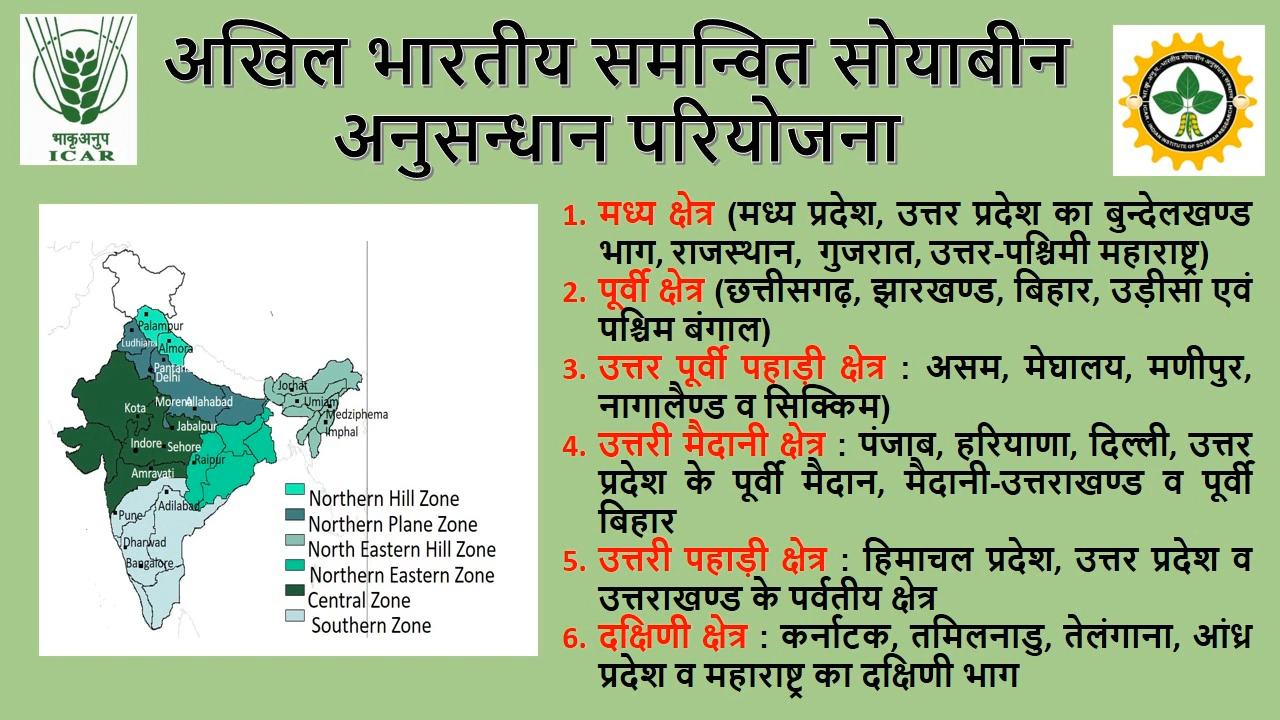 अखिल भारतीय समन्वित सोयाबीन
अनुसन्धान परियोजना
भाकृअनुप
ICAR
1. मध्य क्षेत्र (मध्य प्रदेश, उत्तर प्रदेश का बुन्देलखण्ड
भाग, राजस्थान, गुजरात, उत्तर-पश्चिमी महाराष्ट्र)
2. पूर्वी क्षेत्र (छत्तीसगढ़, झारखण्ड, बिहार, उड़ीसा एवं
पश्चिम बंगाल)
3. उत्तर पूर्वी पहाड़ी क्षेत्र : असम, मेघालय, मणीपुर,
नागालैण्ड व सिक्किम)
4. उत्तरी मैदानी क्षेत्र : पंजाब, हरियाणा, दिल्ली, उत्तर
प्रदेश के पूर्वी मैदान, मैदानी-उत्तराखण्ड व पूर्वी
बिहार
5. उत्तरी पहाड़ी क्षेत्र : हिमाचल प्रदेश, उत्तर प्रदेश व
उत्तराखण्ड के पर्वतीय क्षेत्र
6. दक्षिणी क्षेत्र : कर्नाटक, तमिलनाडु, तेलंगाना, आंध्र
प्रदेश व महाराष्ट्र का दक्षिणी भाग
Palampur
Ludhiana
Almora
Delhi
Morena
Allahabad
Kota
Jabalpur
Indore
Sehore
Raipur
Amravati
Adilabad
Pune
Dharwad
Bangalore
Jorhat
Umiam
Medziphema
Imphal
Northern Hill Zone
Northern Plane Zone
North Eastern Hill Zone
Northern Eastern Zone
Central Zone
Southern Zone